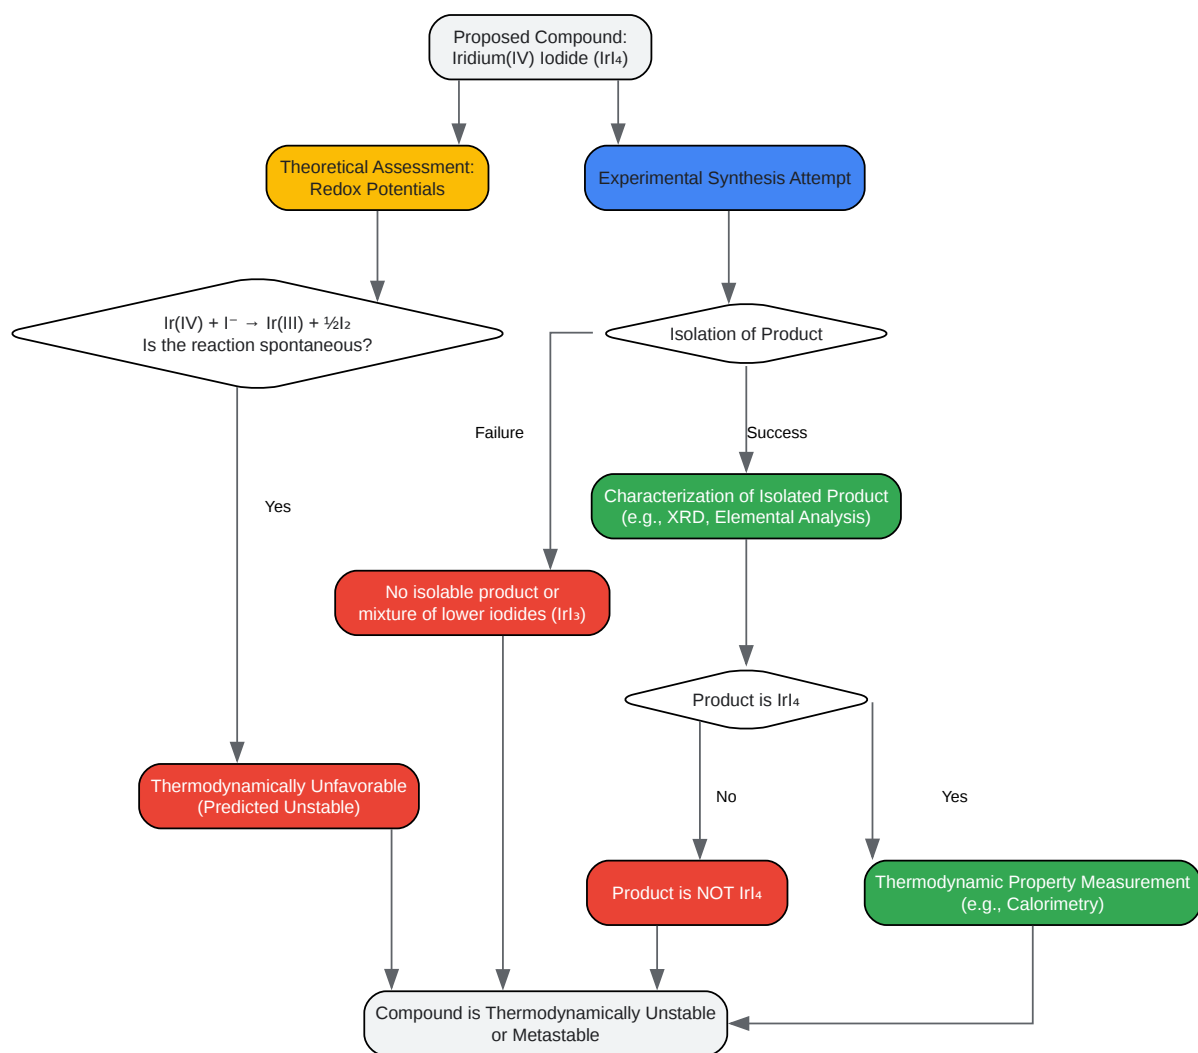 Proposed Compound:
Iridium(IV) Iodide (IrI₄)
Theoretical Assessment:
Redox Potentials
Experimental Synthesis Attempt
Ir(IV) + I⁻ → Ir(III) + ½I₂
Is the reaction spontaneous?
Isolation of Product
Failure
Success
Characterization of Isolated Product
(e.g., XRD, Elemental Analysis)
Yes
No isolable product or
mixture of lower iodides (IrI₃)
Product is IrI₄
Thermodynamically Unfavorable
(Predicted Unstable)
No
Yes
Product is NOT IrI₄
Thermodynamic Property Measurement
(e.g., Calorimetry)
Compound is Thermodynamically Unstable
or Metastable